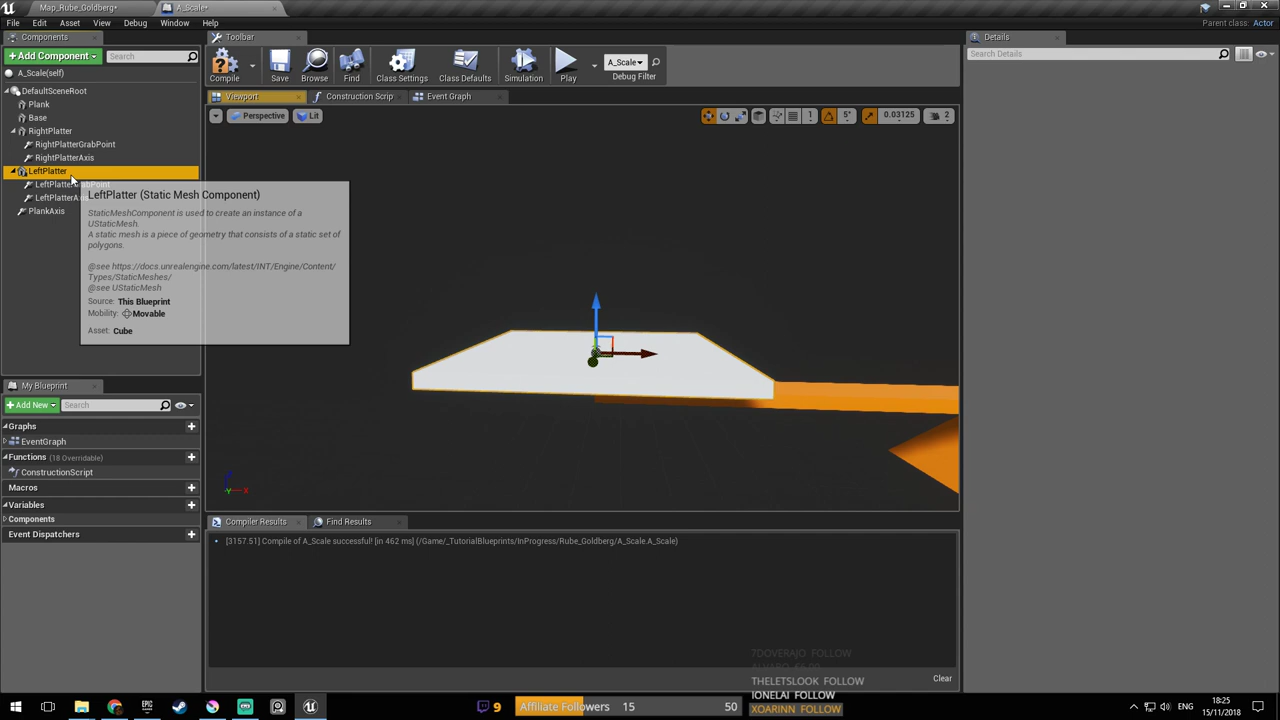 Map_Rube_Goldberg*
A_Scale*
File Edit Asset View Debug Window Help
Parent class: Actor
Components
Toolbar
Details
+Add Component
Search
Compile
Save
Browse
Find
Class Settings
Class Defaults
Simulation
Play
A_Scale
Debug Filter
Search Details
A_Scale(self)
DefaultSceneRoot
Plank
Base
RightPlatter
RightPlatterGrabPoint
RightPlatterAxis
LeftPlatter
LeftPlatterGrabPoint
LeftPlatterAxis
PlankAxis
Viewport
Construction Scrip
Event Graph
Perspective
Lit
1
5°
0.03125
2
LeftPlatter (Static Mesh Component)
StaticMeshComponent is used to create an instance of a
UStaticMesh.
A static mesh is a piece of geometry that consists of a static set of
polygons.
@see https://docs.unrealengine.com/latest/INT/Engine/Content/
Types/StaticMeshes/
@see UStaticMesh
Source: This Blueprint
Mobility: Movable
Asset: Cube
My Blueprint
+Add New
Search
Graphs
EventGraph
Functions (18 Overridable)
ConstructionScript
Macros
Variables
Components
Event Dispatchers
Y
X
Compiler Results
Find Results
[3157.51] Compile of A_Scale successful! [in 462 ms] (/Game/_TutorialBlueprints/InProgress/Rube_Goldberg/A_Scale.A_Scale)
Clear
7DOVERAJO FOLLOW
THELETSLOOK FOLLOW
IONELAI FOLLOW
XOARINN FOLLOW
9
Affiliate Followers 15 50
ENG
18:25
15/11/2018